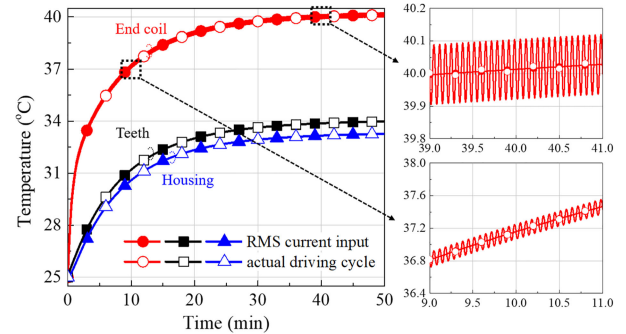 40
37
34
31
28
25
Temperature (°C)
End coil
Teeth
Housing
RMS current input
actual driving cycle
0 10 20 30 40 50
Time (min)
40.2
40.1
40.0
39.9
39.8
39.0 39.5 40.0 40.5 41.0
38.0
37.6
37.2
36.8
36.4
9.0 9.5 10.0 10.5 11.0